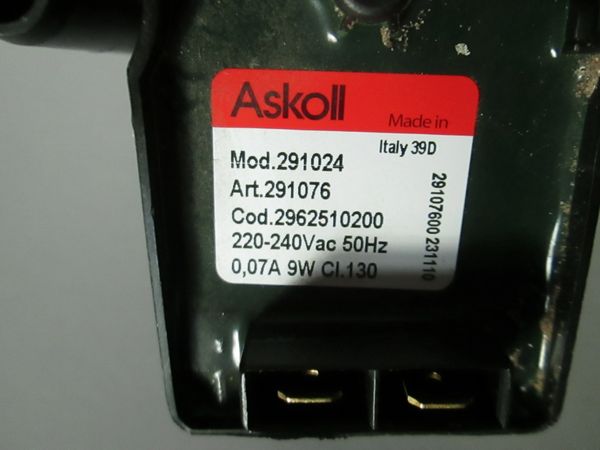 Askoll
Made in
Italy 39D
Mod.291024
Art.291076
Cod.2962510200
220-240Vac 50Hz
0,07A 9W Cl.130
29107600 231110